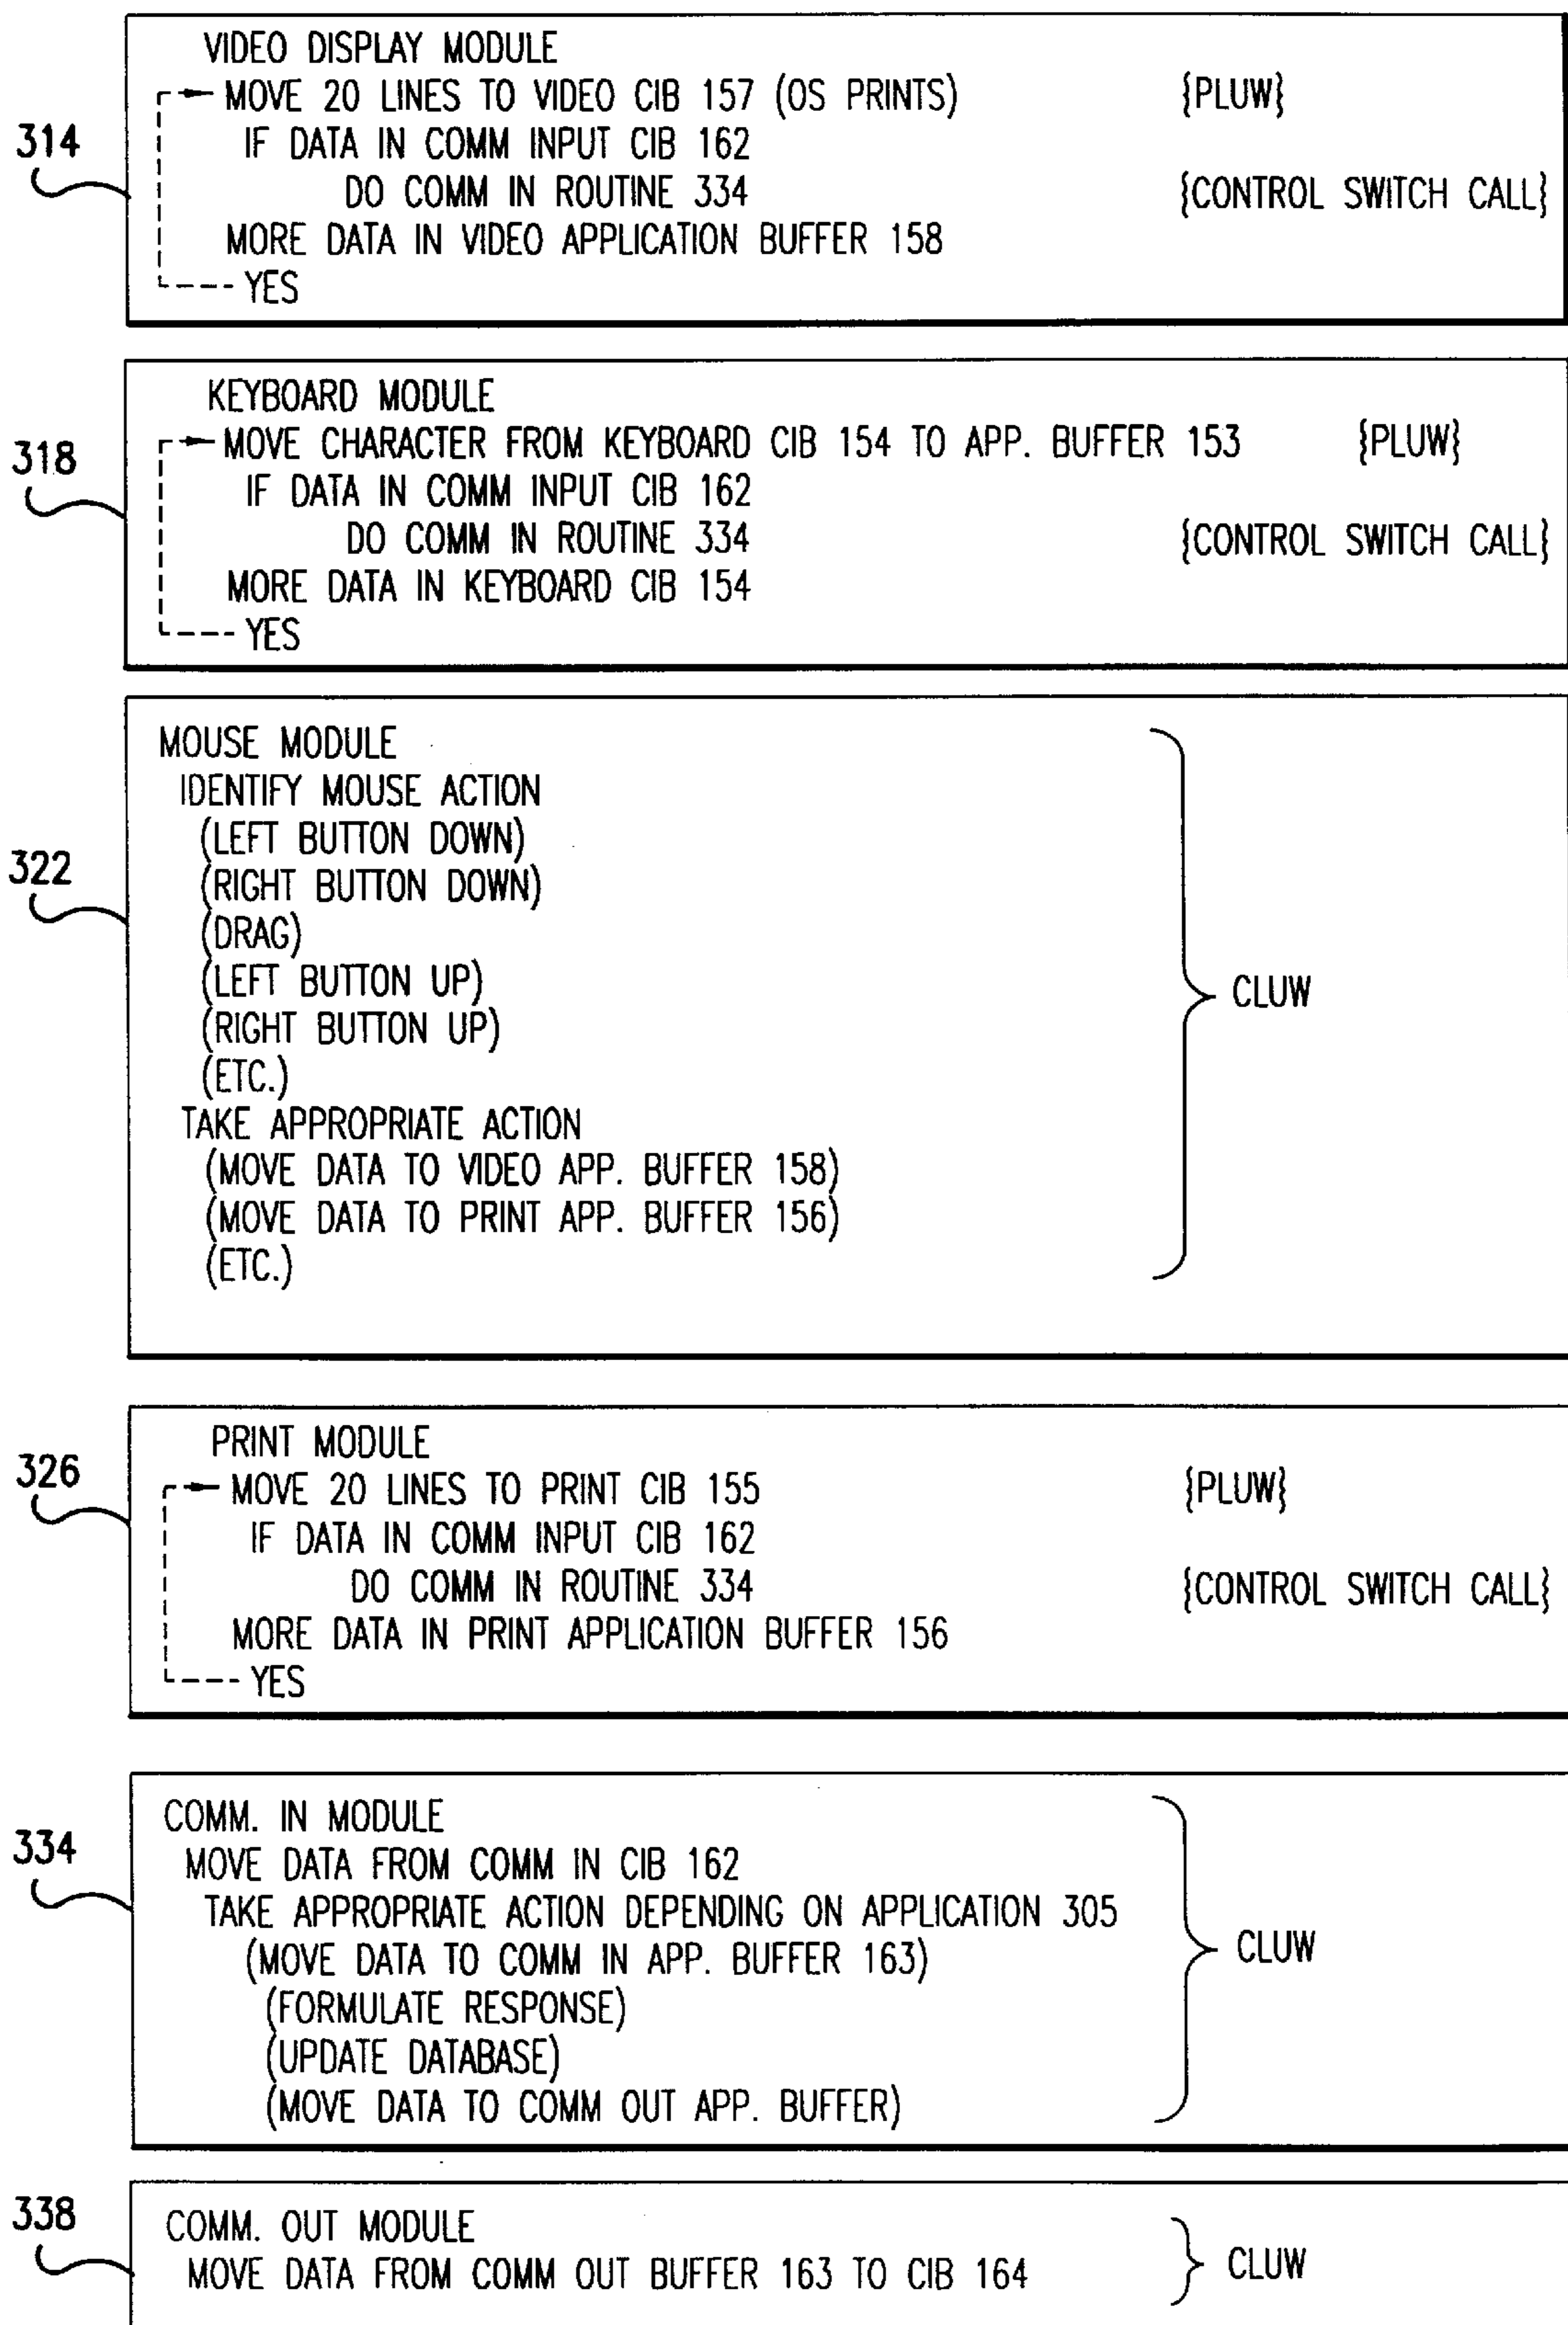 VIDEO DISPLAY MODULE
MOVE 20 LINES TO VIDEO CIB 157 (OS PRINTS) {PLUW}
IF DATA IN COMM INPUT CIB 162
314
DO COMM IN ROUTINE 334 {CONTROL SWITCH CALL}
MORE DATA IN VIDEO APPLICATION BUFFER 158
YES
KEYBOARD MODULE
MOVE CHARACTER FROM KEYBOARD CIB 154 TO APP. BUFFER 153 {PLUW}
318
IF DATA IN COMM INPUT CIB 162
DO COMM IN ROUTINE 334 {CONTROL SWITCH CALL}
MORE DATA IN KEYBOARD CIB 154
YES
MOUSE MODULE
IDENTIFY MOUSE ACTION
(LEFT BUTTON DOWN)
322
(RIGHT BUTTON DOWN)
(DRAG)
(LEFT BUTTON UP)
CLUW
(RIGHT BUTTON UP)
(ETC.)
TAKE APPROPRIATE ACTION
(MOVE DATA TO VIDEO APP. BUFFER 158)
(MOVE DATA TO PRINT APP. BUFFER 156)
(ETC.)
PRINT MODULE
326
MOVE 20 LINES TO PRINT CIB 155 {PLUW}
IF DATA IN COMM INPUT CIB 162
DO COMM IN ROUTINE 334 {CONTROL SWITCH CALL}
MORE DATA IN PRINT APPLICATION BUFFER 156
YES
COMM. IN MODULE
334
MOVE DATA FROM COMM IN CIB 162
TAKE APPROPRIATE ACTION DEPENDING ON APPLICATION 305
CLUW
(MOVE DATA TO COMM IN APP. BUFFER 163)
(FORMULATE RESPONSE)
(UPDATE DATABASE)
(MOVE DATA TO COMM OUT APP. BUFFER)
338
COMM. OUT MODULE
MOVE DATA FROM COMM OUT BUFFER 163 TO CIB 164
CLUW